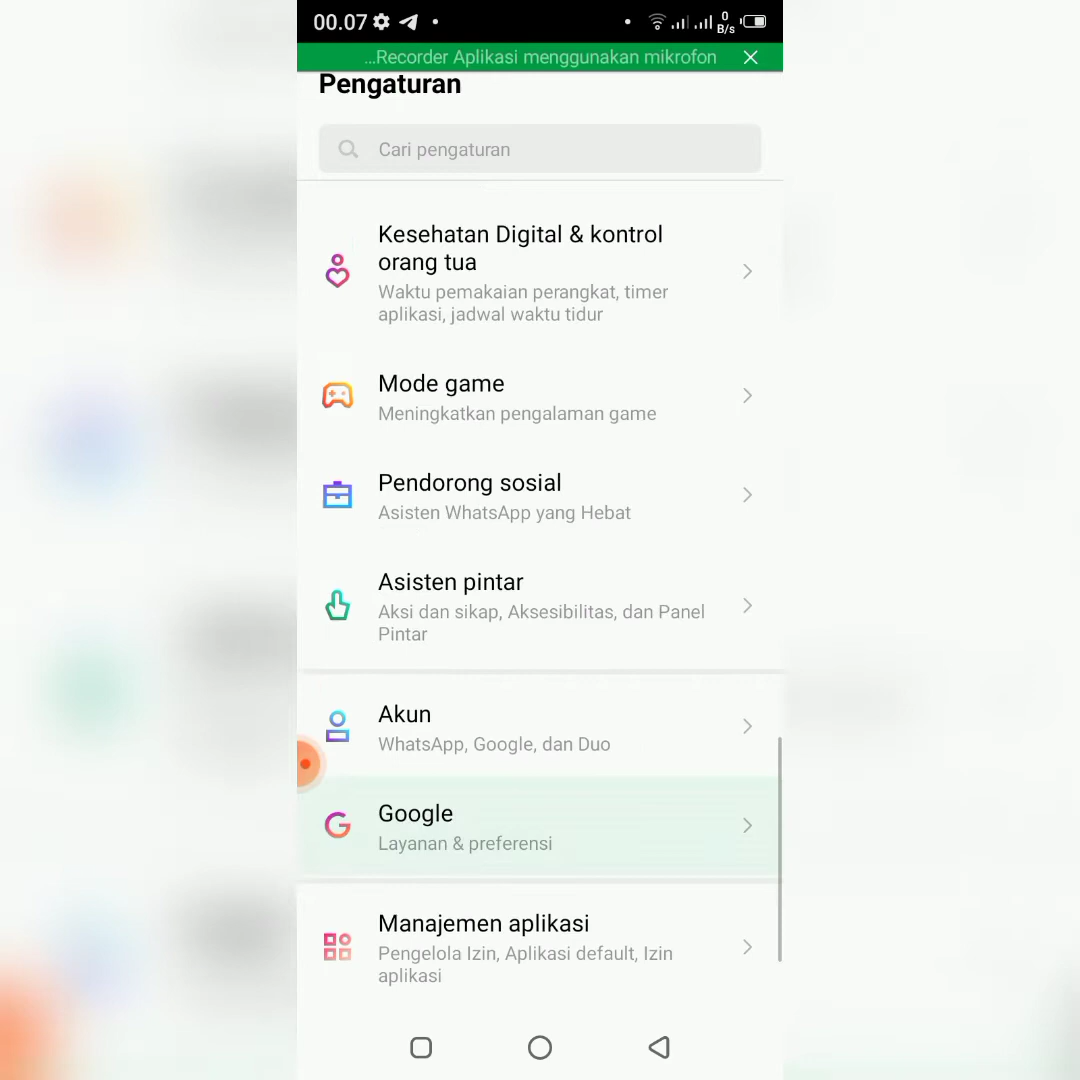 00.07
0
B/s
...Recorder Aplikasi menggunakan mikrofon
Pengaturan
Cari pengaturan
Kesehatan Digital & kontrol
orang tua
Waktu pemakaian perangkat, timer
aplikasi, jadwal waktu tidur
Mode game
Meningkatkan pengalaman game
Pendorong sosial
Asisten WhatsApp yang Hebat
Asisten pintar
Aksi dan sikap, Aksesibilitas, dan Panel
Pintar
Akun
WhatsApp, Google, dan Duo
Google
Layanan & preferensi
Manajemen aplikasi
Pengelola Izin, Aplikasi default, Izin
aplikasi